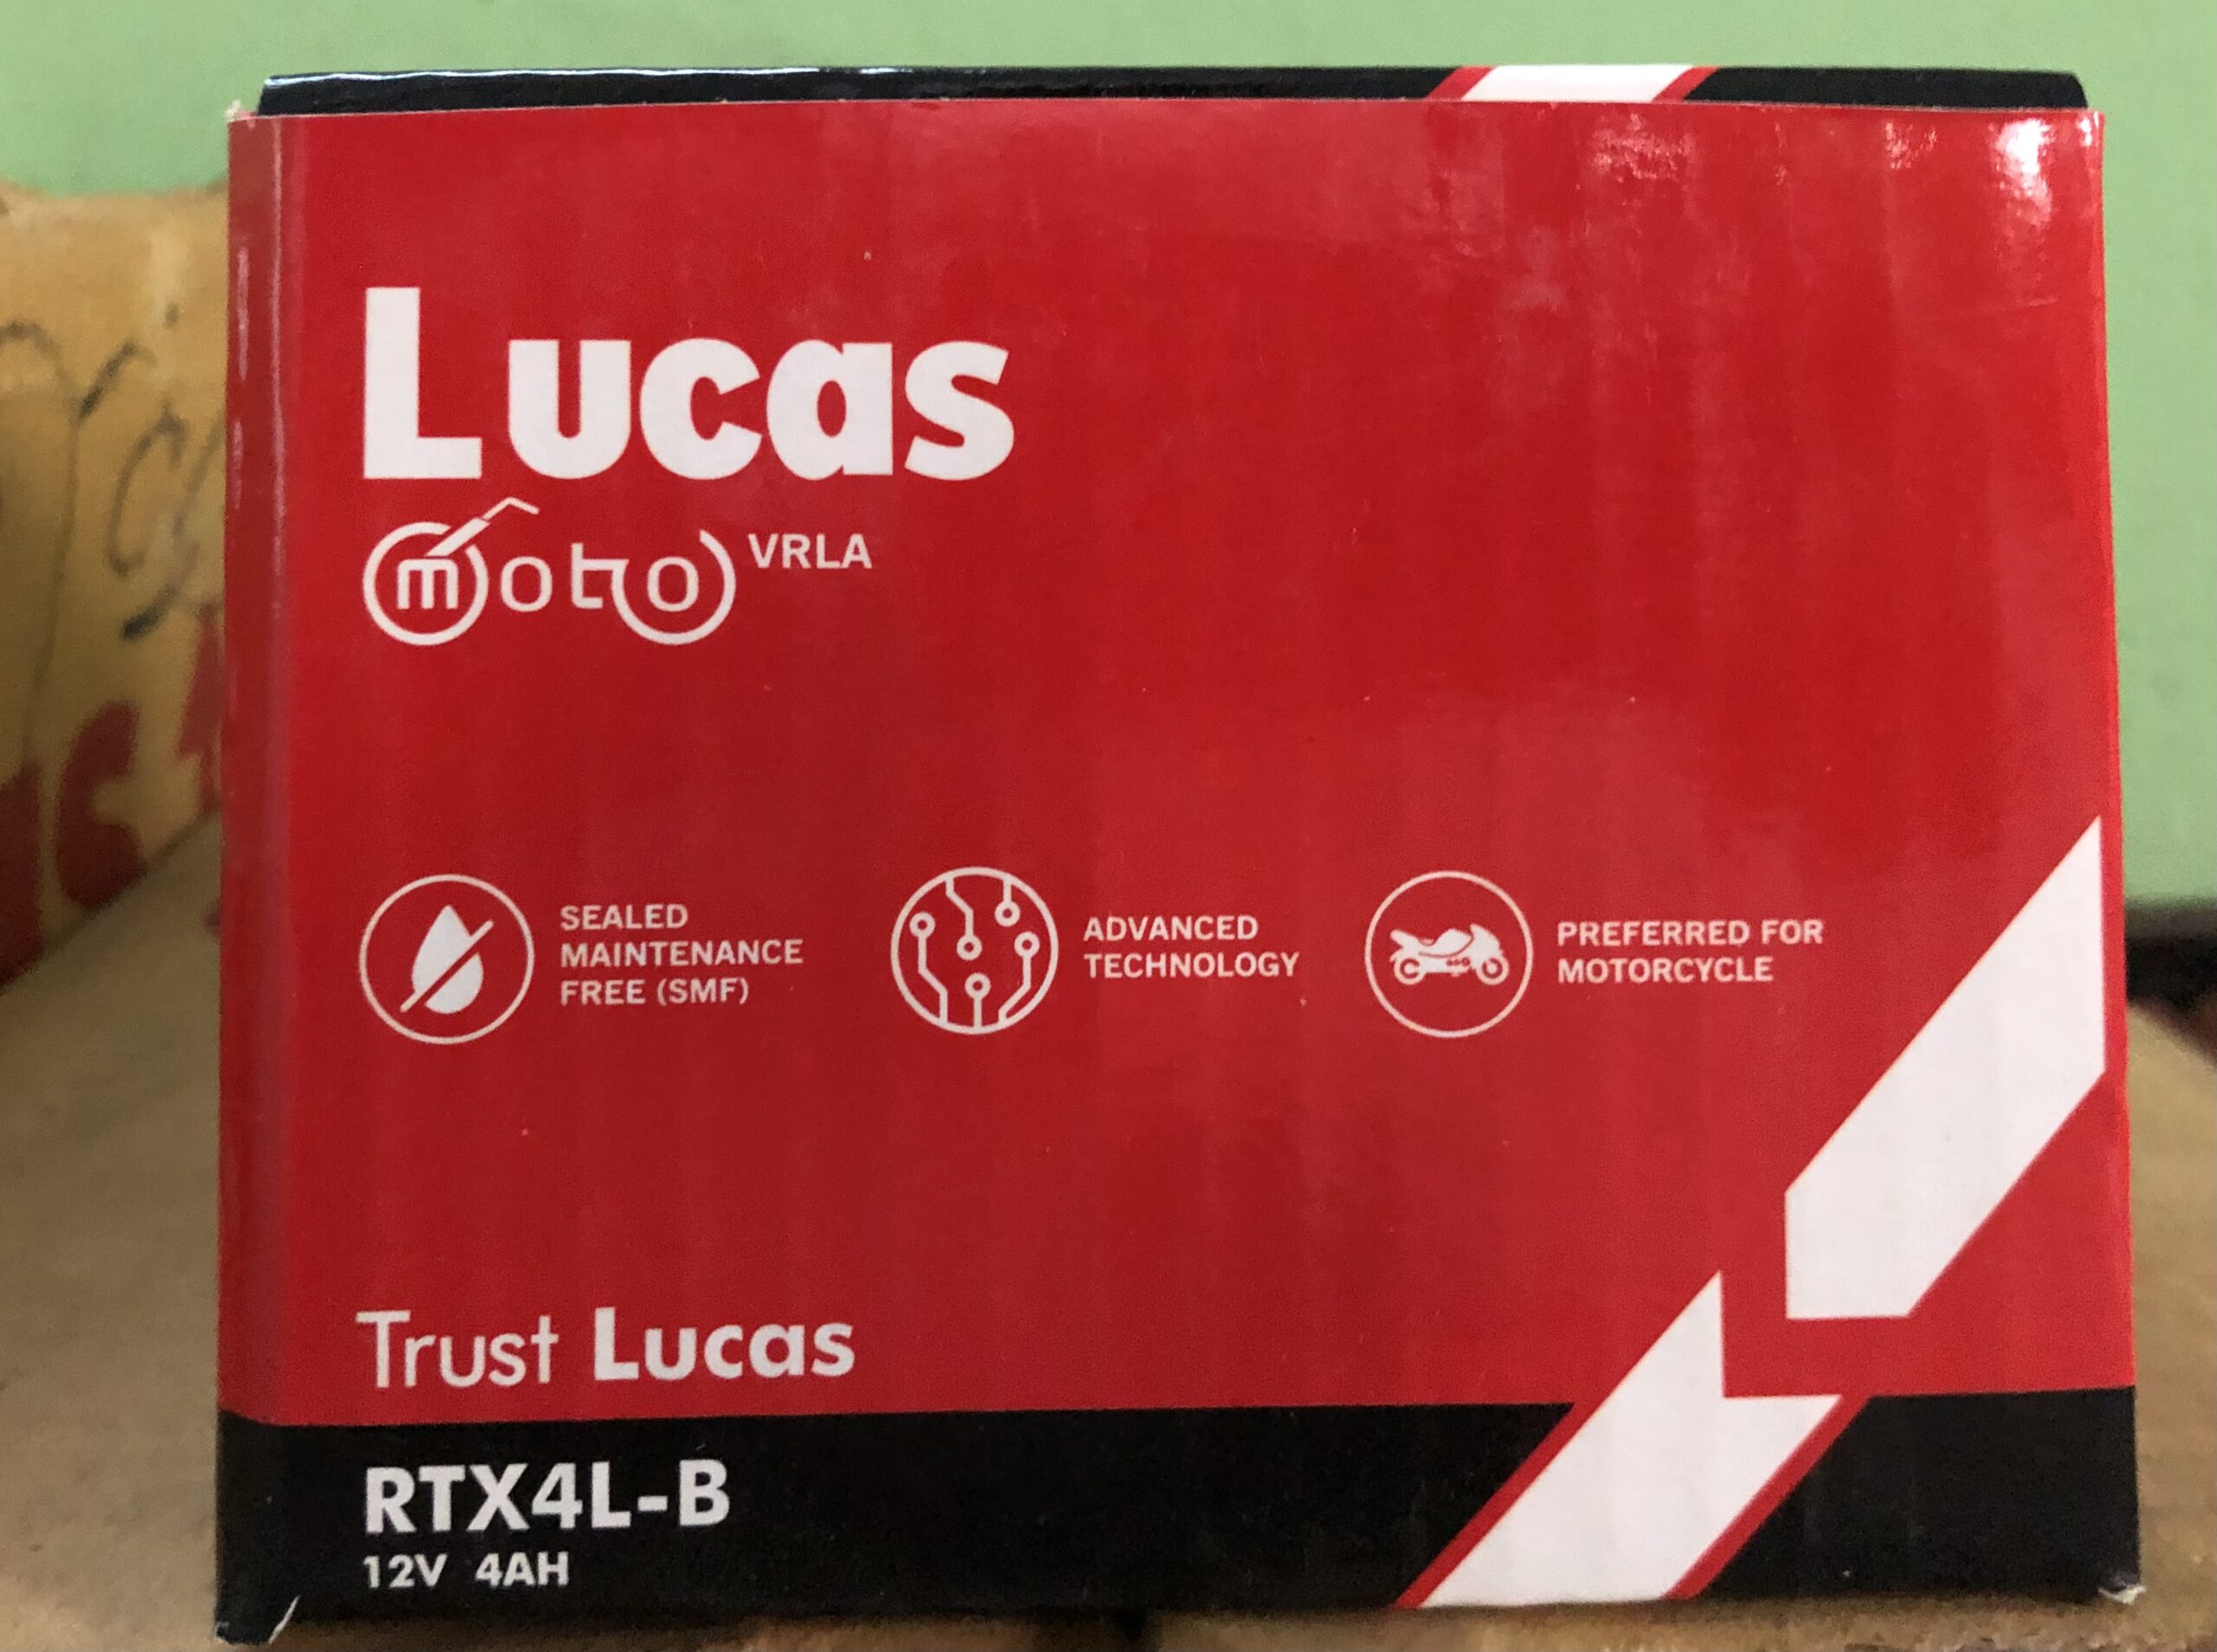 Lucas
moto VRLA
SEALED
MAINTENANCE
FREE (SMF)
ADVANCED
TECHNOLOGY
PREFERRED FOR
MOTORCYCLE
Trust Lucas
RTX4L-B
12V 4AH